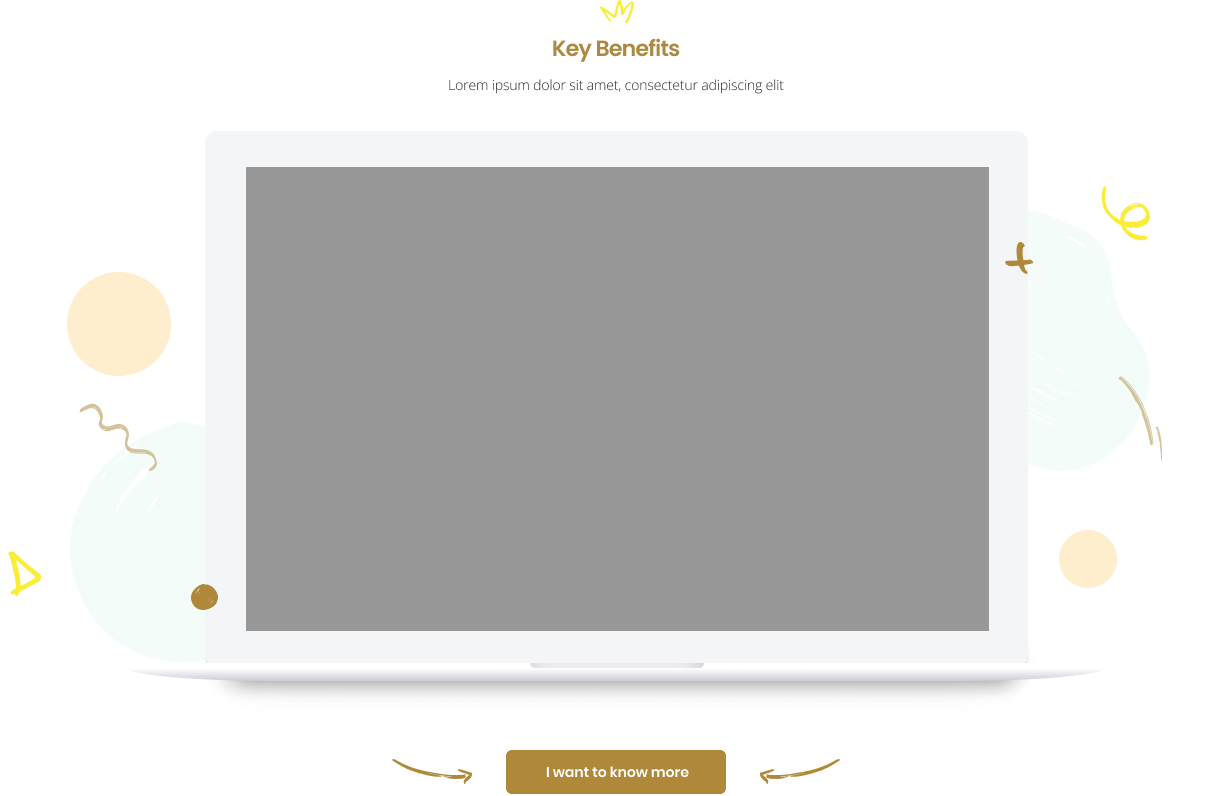 Key Benefits
Lorem ipsum dolor sit amet, consectetur adipiscing elit
I want to know more